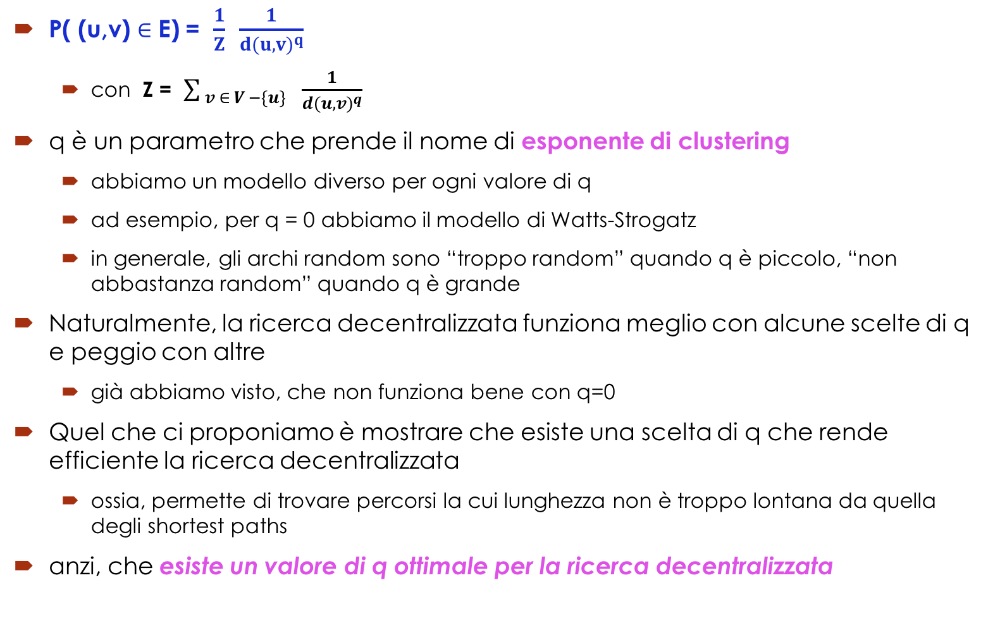 P( (u,v) ∈ E) = 1/Z 1/d(u,v)^q
con Z = ∑ v ∈ V −{u} 1/d(u,v)^q
q è un parametro che prende il nome di esponente di clustering
abbiamo un modello diverso per ogni valore di q
ad esempio, per q = 0 abbiamo il modello di Watts-Strogatz
in generale, gli archi random sono “troppo random” quando q è piccolo, “non
abbastanza random” quando q è grande
Naturalmente, la ricerca decentralizzata funziona meglio con alcune scelte di q
e peggio con altre
già abbiamo visto, che non funziona bene con q=0
Quel che ci proponiamo è mostrare che esiste una scelta di q che rende
efficiente la ricerca decentralizzata
ossia, permette di trovare percorsi la cui lunghezza non è troppo lontana da quella
degli shortest paths
anzi, che esiste un valore di q ottimale per la ricerca decentralizzata